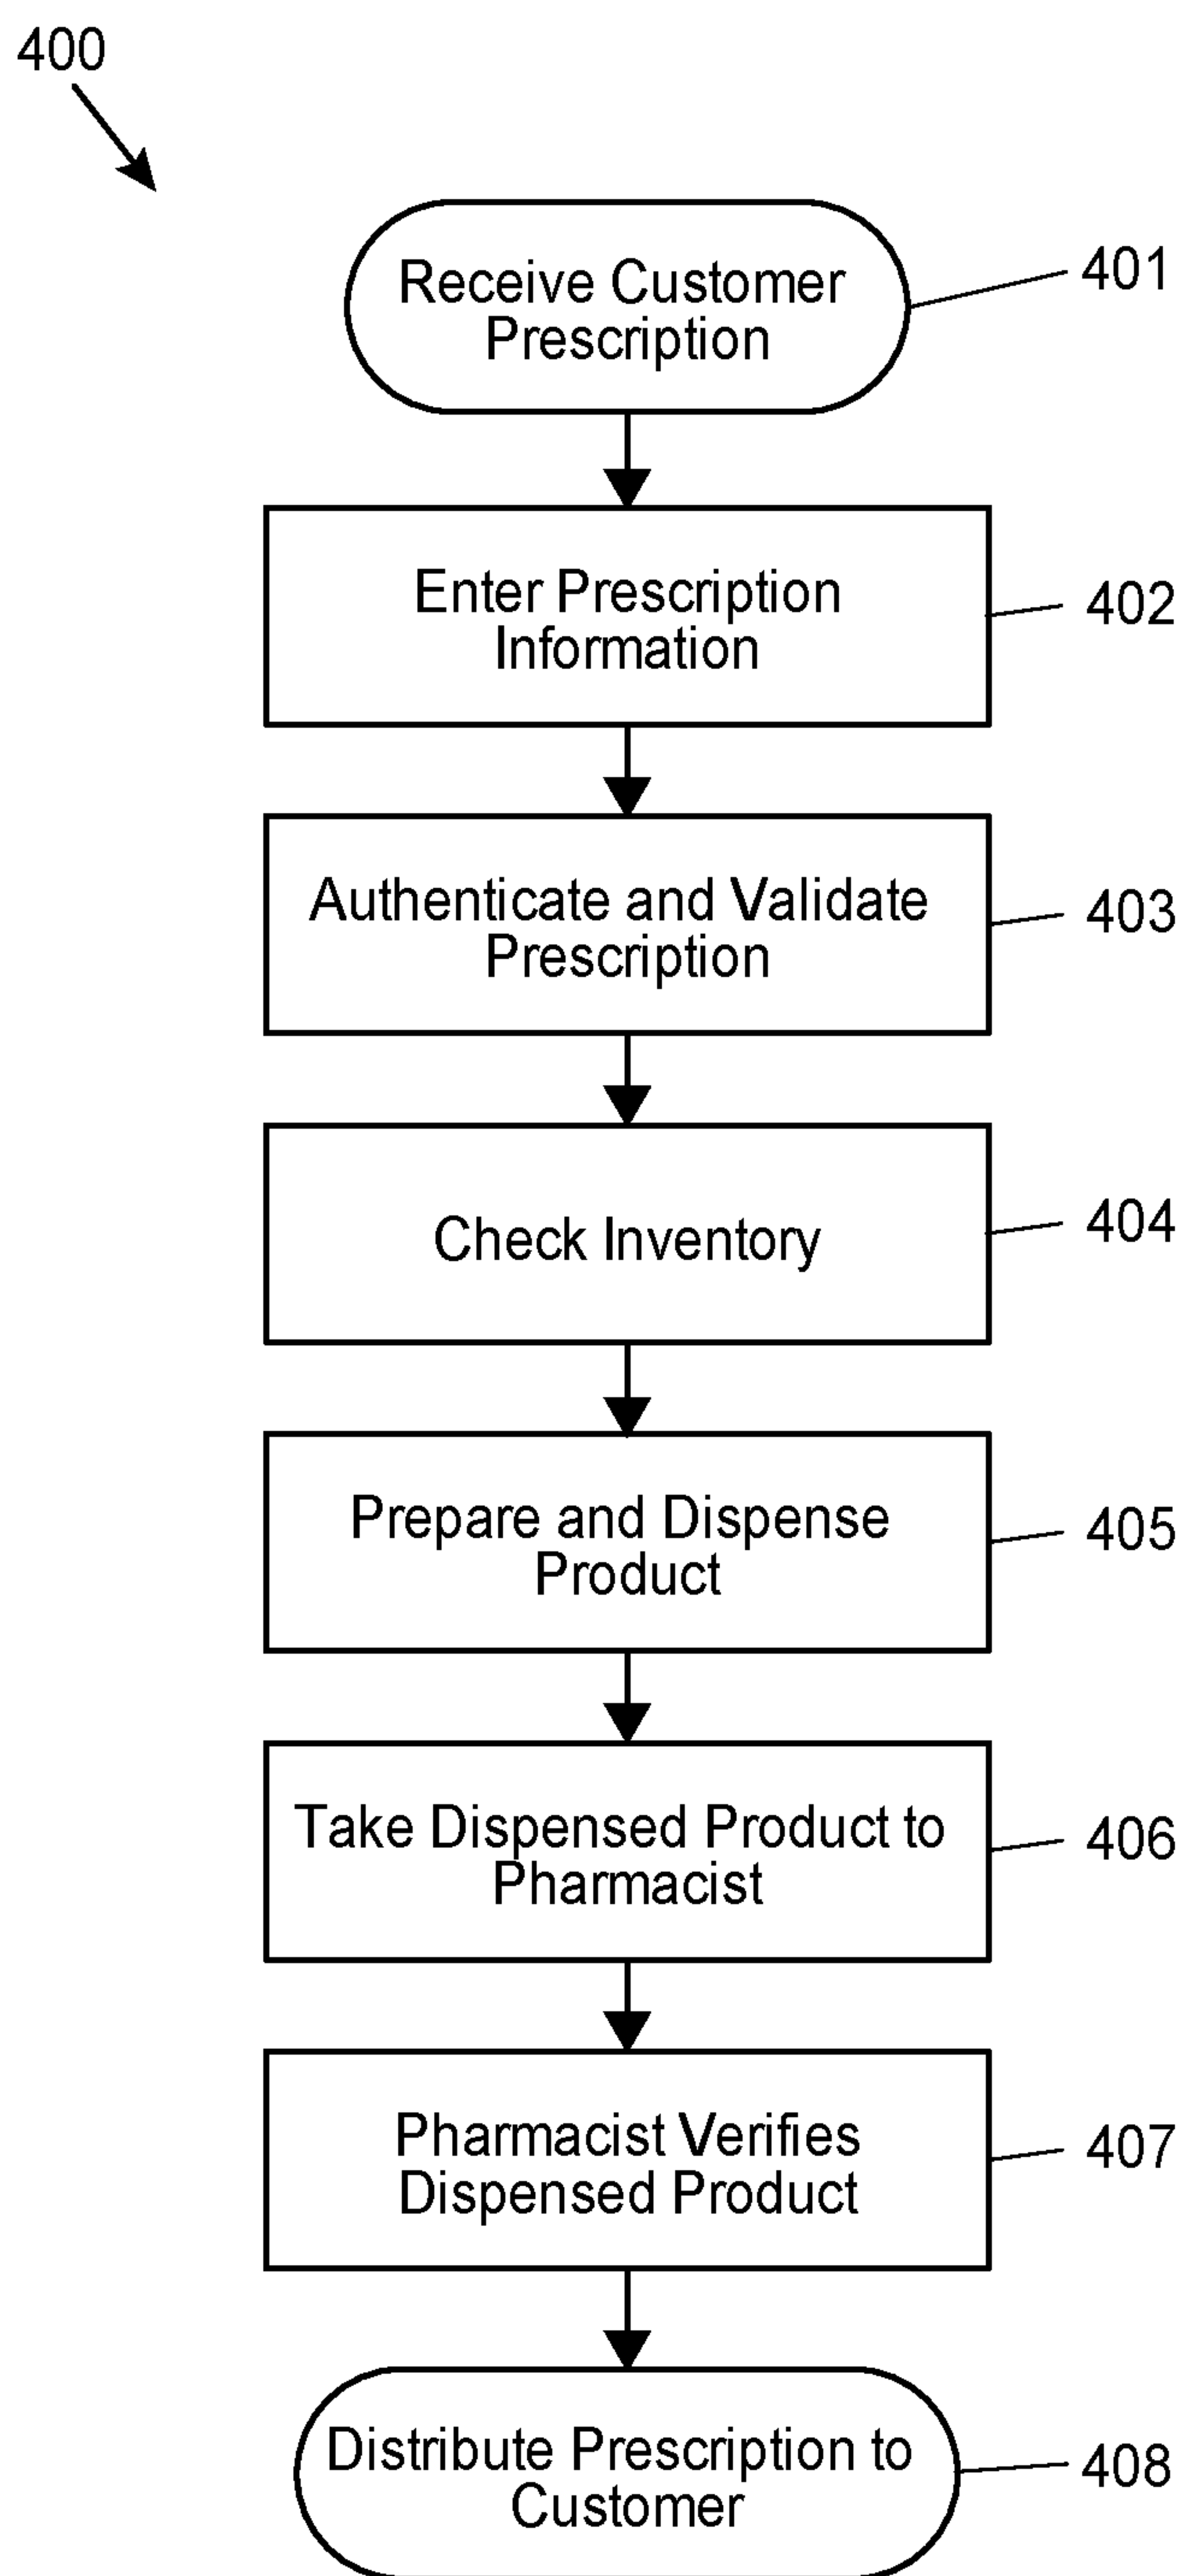 400
Receive Customer
Prescription
401
Enter Prescription
Information
402
Authenticate and Validate
Prescription
403
Check Inventory
404
Prepare and Dispense
Product
405
Take Dispensed Product to
Pharmacist
406
Pharmacist Verifies
Dispensed Product
407
Distribute Prescription to
Customer
408